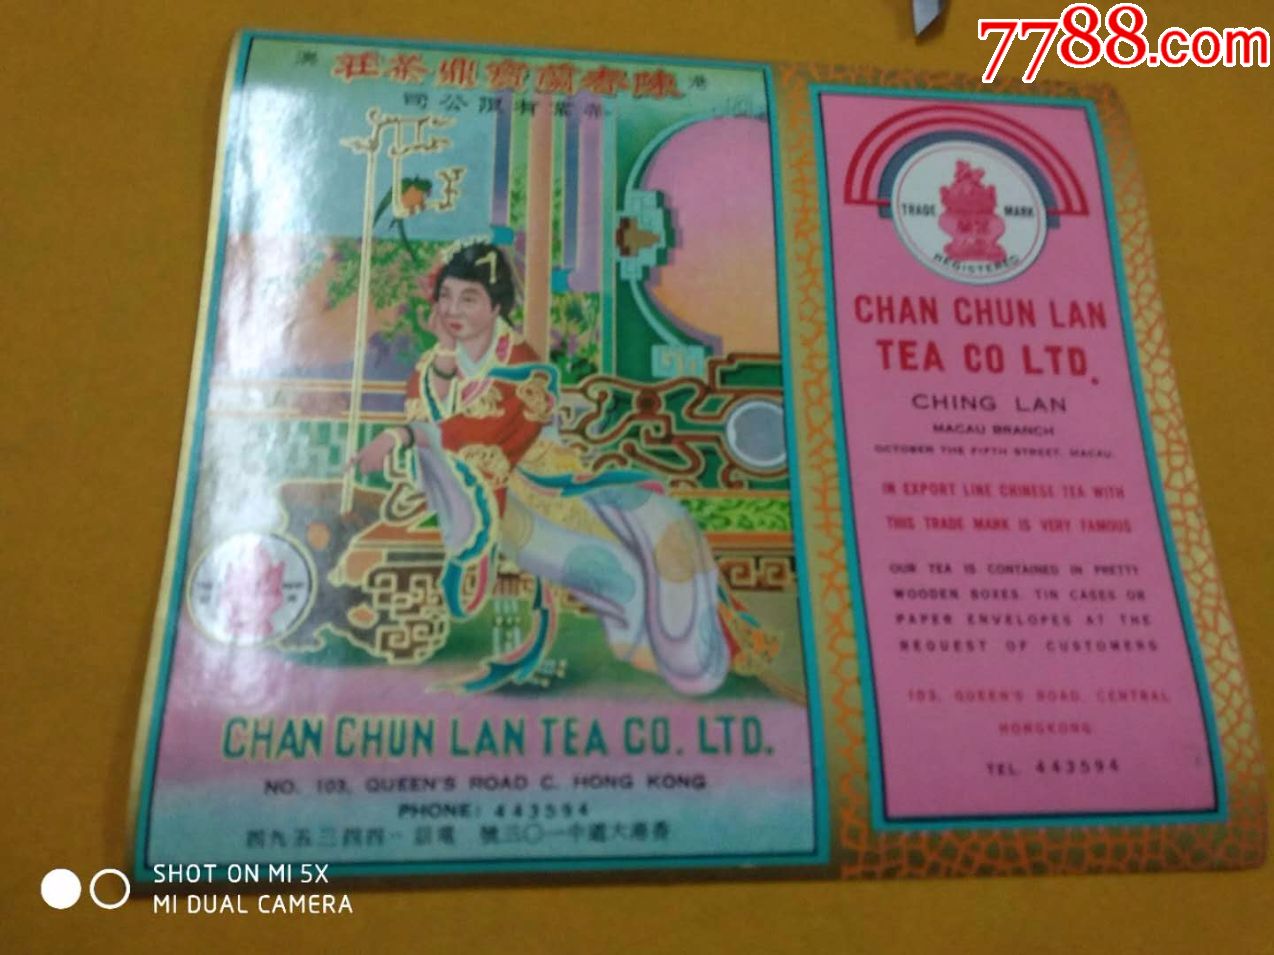 7788.com
港 陳春蘭寶鼎茶莊 澳
茶業有限公司
CHAN CHUN LAN TEA CO. LTD.
NO. 103, QUEEN'S ROAD C. HONG KONG
PHONE: 443594
香港大道中一〇三號 電話一四四三五九四
TRADE MARK
REGISTERED
CHAN CHUN LAN
TEA CO LTD.
CHING LAN
MACAU BRANCH
OCTOBER THE FIFTH STREET, MACAU.
IN EXPORT LINE CHINESE TEA WITH
THIS TRADE MARK IS VERY FAMOUS
OUR TEA IS CONTAINED IN PRETTY
WOODEN BOXES, TIN CASES OR
PAPER ENVELOPES AT THE
REQUEST OF CUSTOMERS
103, QUEEN'S ROAD, CENTRAL
HONGKONG
TEL. 443594
SHOT ON MI 5X
MI DUAL CAMERA